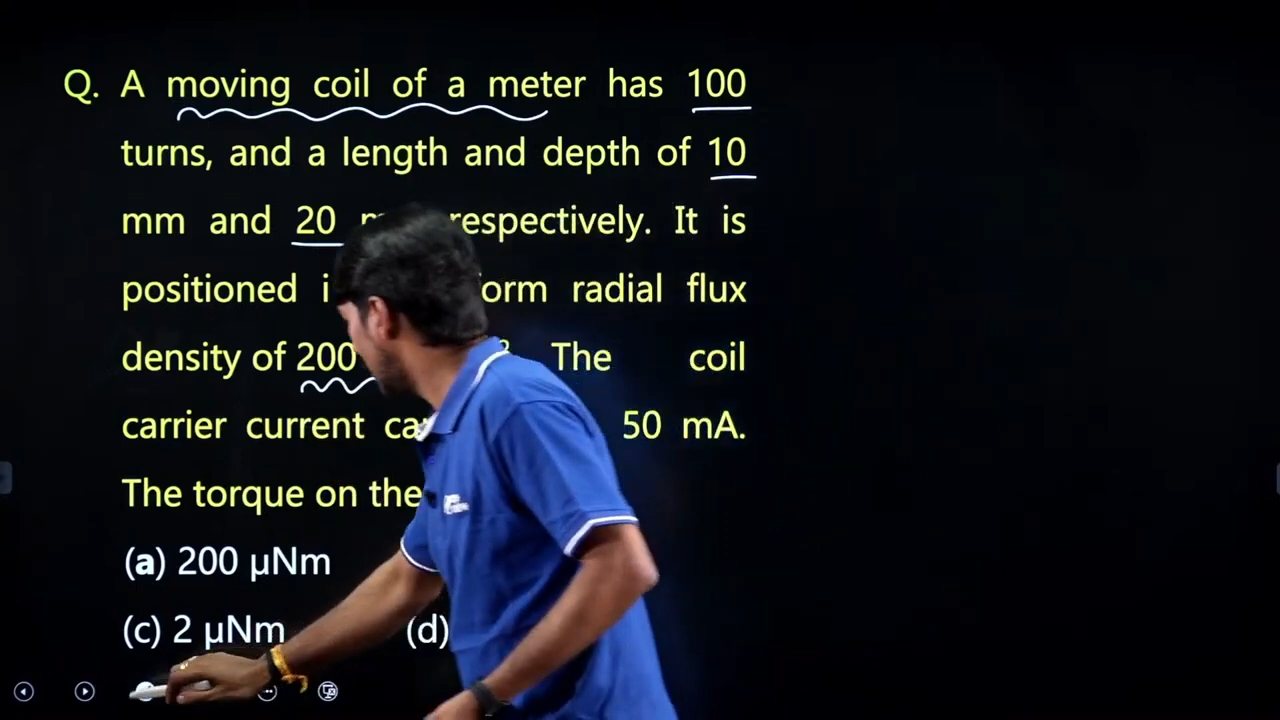 Q. A moving coil of a meter has 100
turns, and a length and depth of 10
mm and 20 respectively. It is
positioned radial flux
density of 200 The coil
carrier current 50 mA.
The torque on the
(a) 200 μNm
(c) 2 μNm (d)